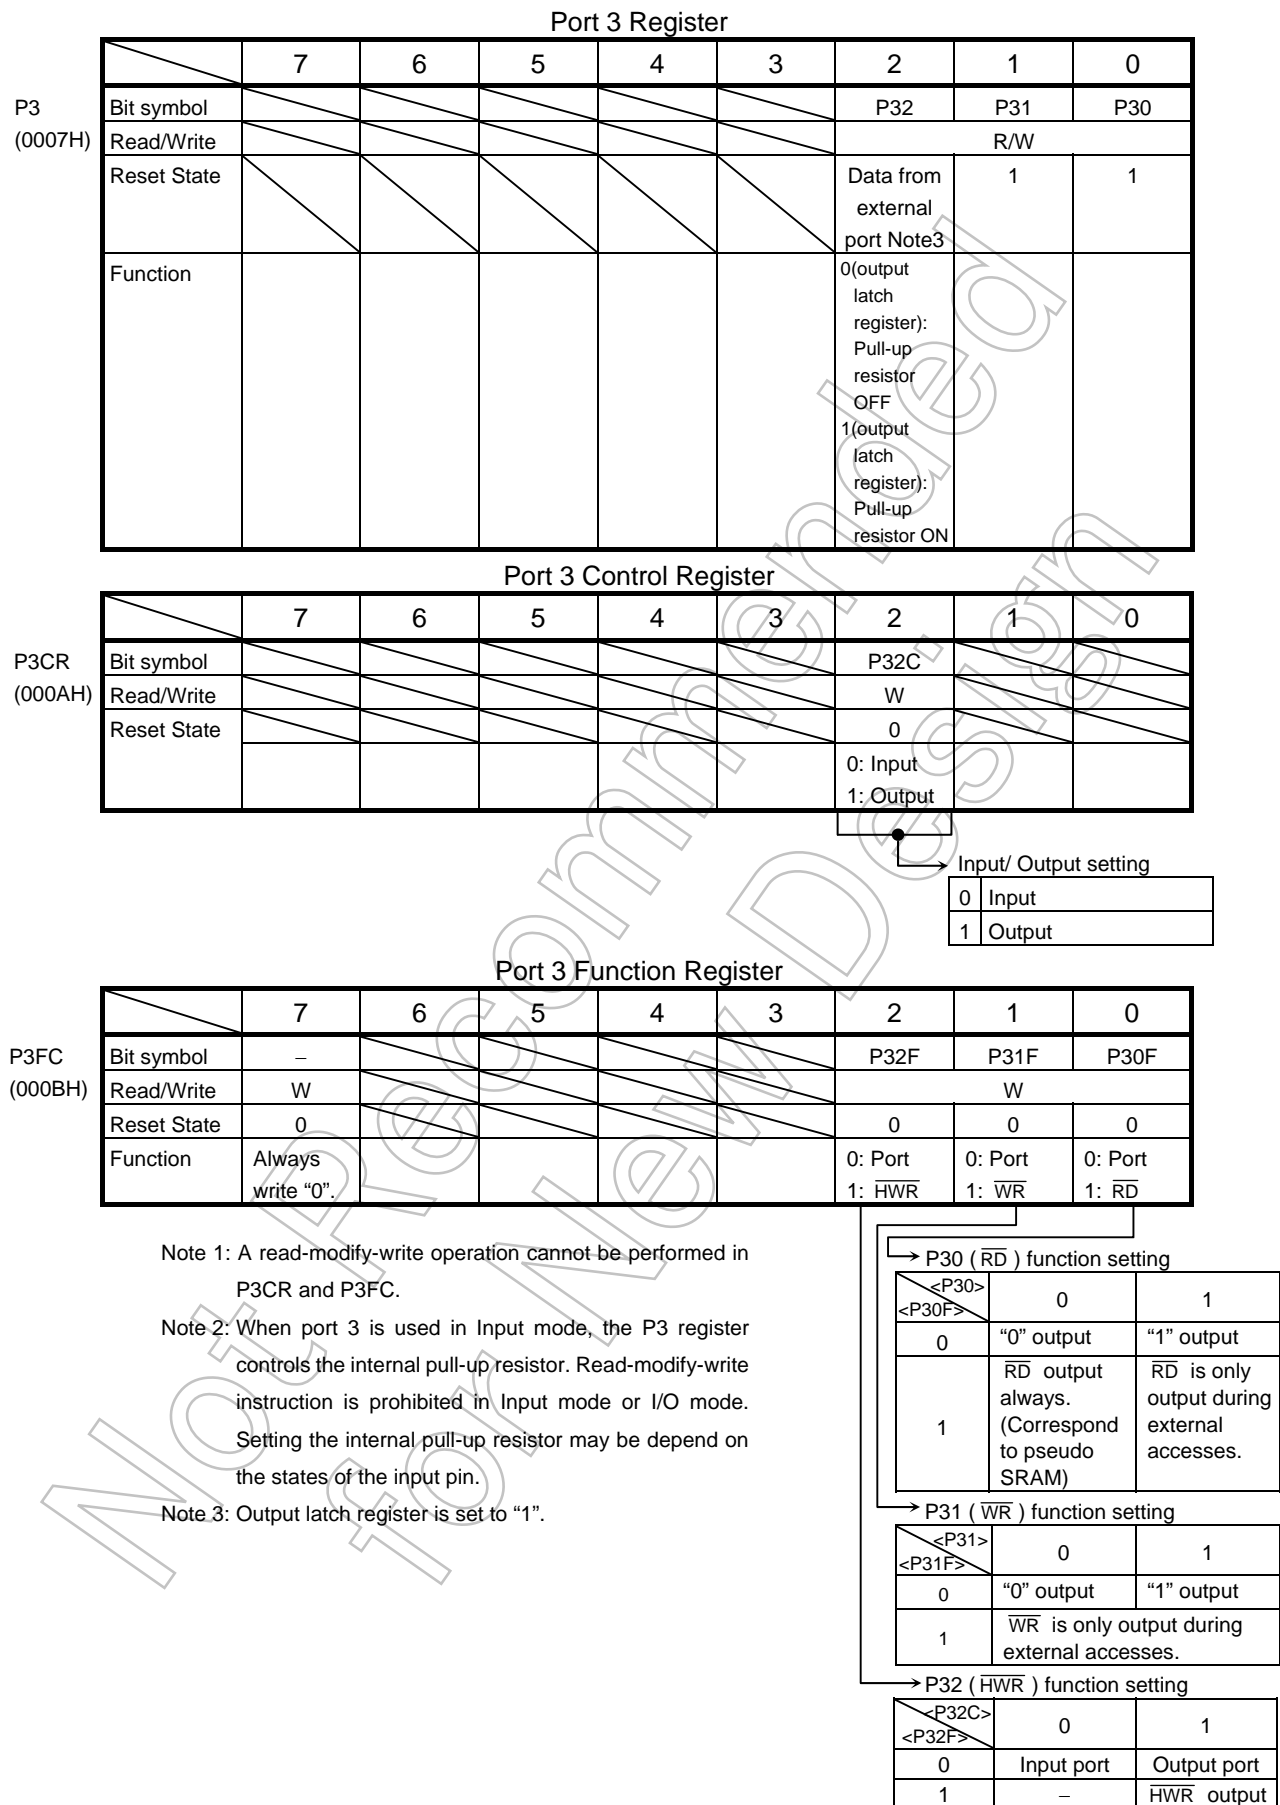 Port 3 Register
7 6 5 4 3 2 1 0
P3 (0007H)
Bit symbol P32 P31 P30
Read/Write R/W
Reset State Data from external port Note3 1 1
Function 0(output latch register): Pull-up resistor OFF 1(output latch register): Pull-up resistor ON
Port 3 Control Register
7 6 5 4 3 2 1 0
P3CR (000AH)
Bit symbol P32C
Read/Write W
Reset State 0
0: Input
1: Output
Input/ Output setting
0 Input
1 Output
Port 3 Function Register
7 6 5 4 3 2 1 0
P3FC (000BH)
Bit symbol – P32F P31F P30F
Read/Write W W
Reset State 0 0 0 0
Function Always write “0”. 0: Port 1: HWR 0: Port 1: WR 0: Port 1: RD
Note 1: A read-modify-write operation cannot be performed in
P3CR and P3FC.
Note 2: When port 3 is used in Input mode, the P3 register
controls the internal pull-up resistor. Read-modify-write
instruction is prohibited in Input mode or I/O mode.
Setting the internal pull-up resistor may be depend on
the states of the input pin.
Note 3: Output latch register is set to “1”.
P30 ( RD ) function setting
<P30> <P30F> 0 1
0 “0” output “1” output
1 RD output always. (Correspond to pseudo SRAM) RD is only output during external accesses.
P31 ( WR ) function setting
<P31> <P31F> 0 1
0 “0” output “1” output
1 WR is only output during external accesses.
P32 ( HWR ) function setting
<P32C> <P32F> 0 1
0 Input port Output port
1 – HWR output
Not Recommended
for New Design